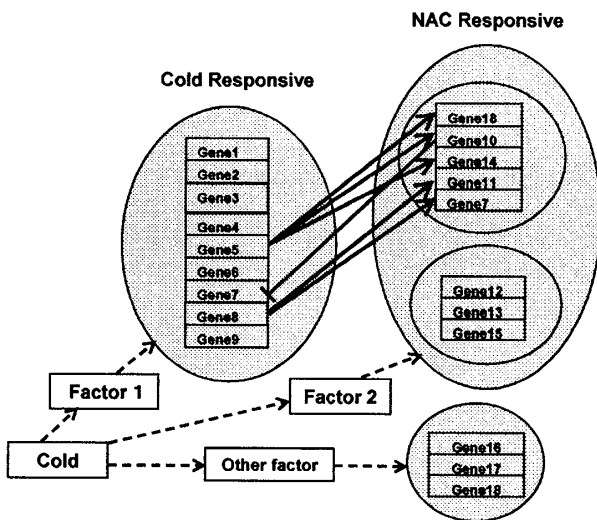 NAC Responsive
Cold Responsive
Gene1
Gene2
Gene3
Gene4
Gene5
Gene6
Gene7
Gene8
Gene9
Gene18
Gene10
Gene14
Gene11
Gene7
Gene12
Gene13
Gene15
Factor 1
Factor 2
Cold
Other factor
Gene16
Gene17
Gene18